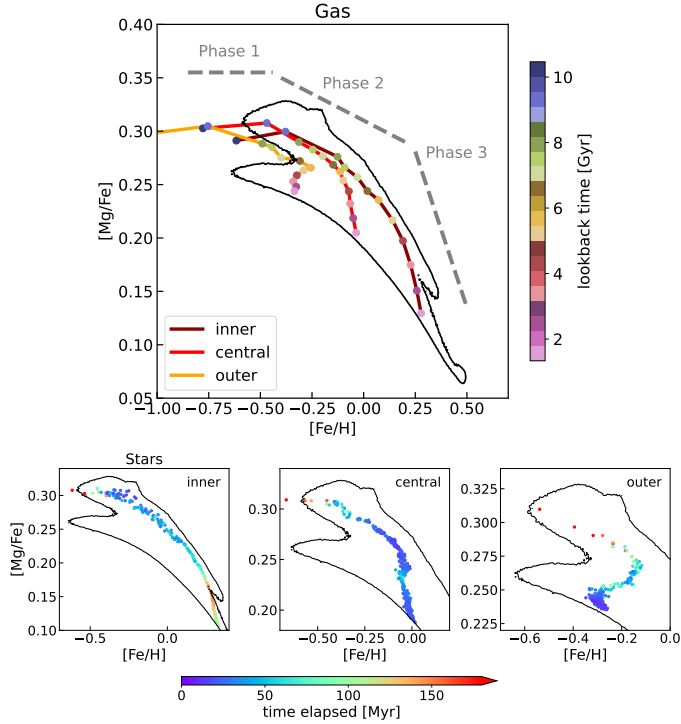 Gas
0.40
0.35
0.30
0.25
0.20
0.15
0.10
0.05
[Mg/Fe]
Phase 1
Phase 2
Phase 3
inner
central
outer
−1.00 −0.75 −0.50 −0.25 0.00 0.25 0.50
[Fe/H]
10
8
6
4
2
lookback time [Gyr]
Stars
inner
0.30
0.25
0.20
0.15
0.10
[Mg/Fe]
−0.5 0.0
[Fe/H]
central
0.30
0.25
0.20
−0.50 −0.25 0.00
[Fe/H]
outer
0.325
0.300
0.275
0.250
0.225
−0.6 −0.4 −0.2 0.0
[Fe/H]
0 50 100 150
time elapsed [Myr]